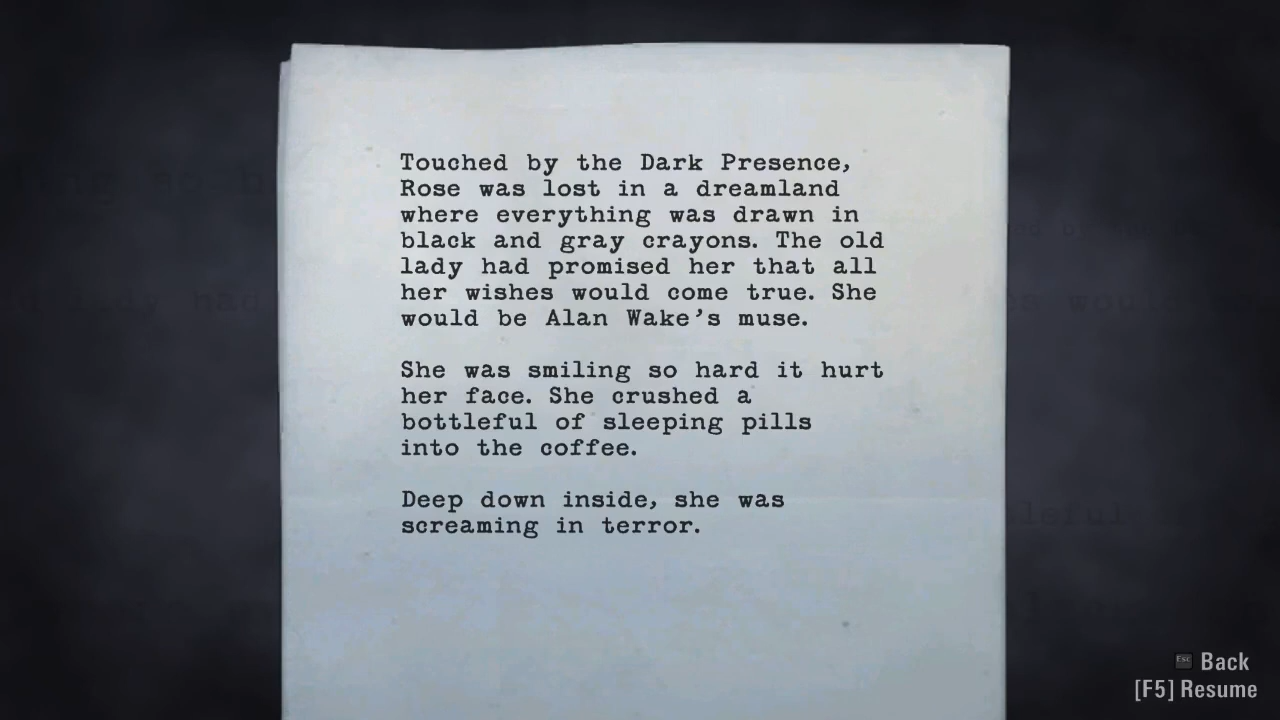 Touched by the Dark Presence,
Rose was lost in a dreamland
where everything was drawn in
black and gray crayons. The old
lady had promised her that all
her wishes would come true. She
would be Alan Wake's muse.
She was smiling so hard it hurt
her face. She crushed a
bottleful of sleeping pills
into the coffee.
Deep down inside, she was
screaming in terror.
Esc Back
[F5] Resume